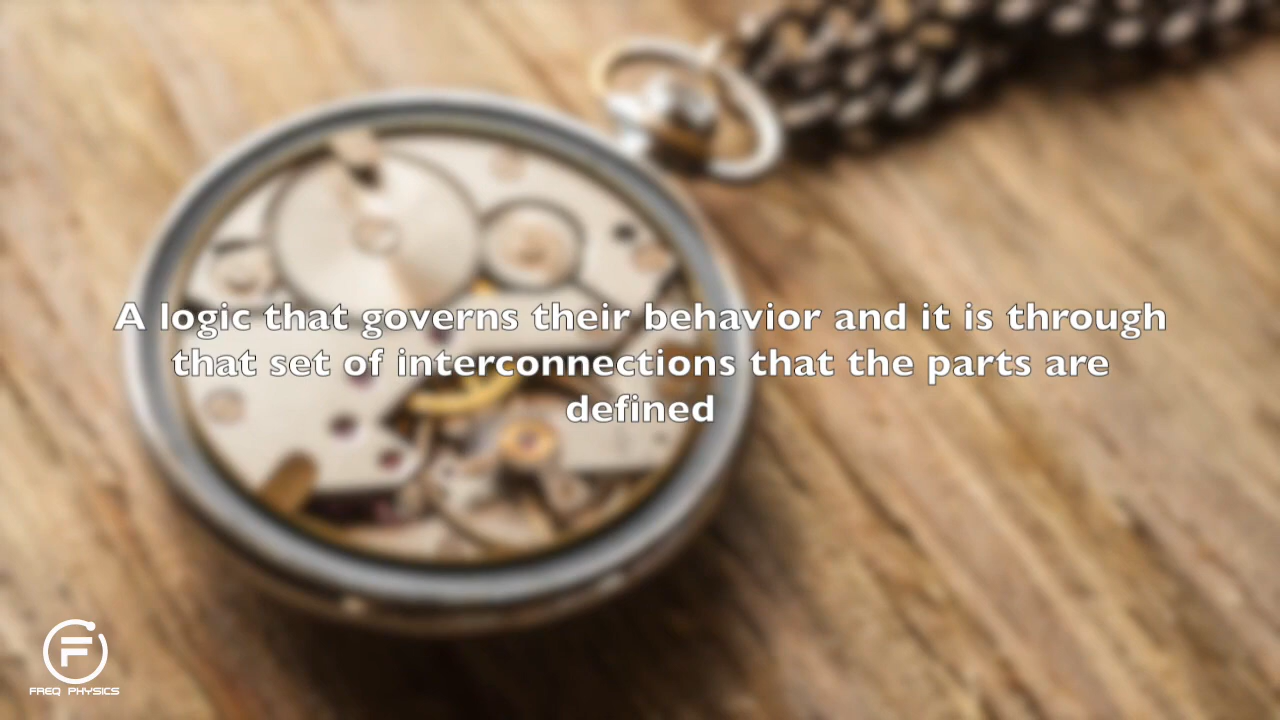 A logic that governs their behavior and it is through
that set of interconnections that the parts are
defined
F
FREQ PHYSICS